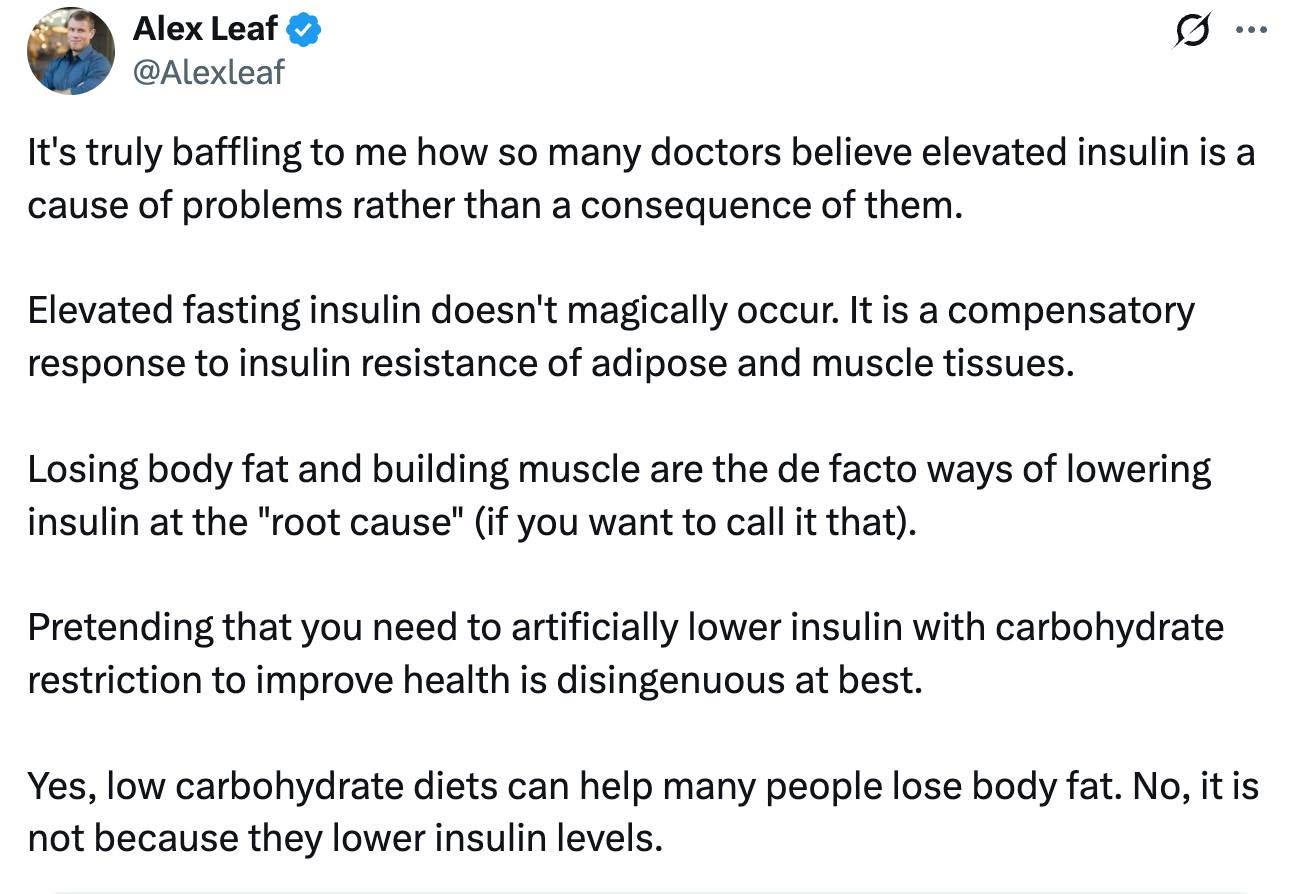 Alex Leaf
@Alexleaf
It's truly baffling to me how so many doctors believe elevated insulin is a
cause of problems rather than a consequence of them.
Elevated fasting insulin doesn't magically occur. It is a compensatory
response to insulin resistance of adipose and muscle tissues.
Losing body fat and building muscle are the de facto ways of lowering
insulin at the "root cause" (if you want to call it that).
Pretending that you need to artificially lower insulin with carbohydrate
restriction to improve health is disingenuous at best.
Yes, low carbohydrate diets can help many people lose body fat. No, it is
not because they lower insulin levels.